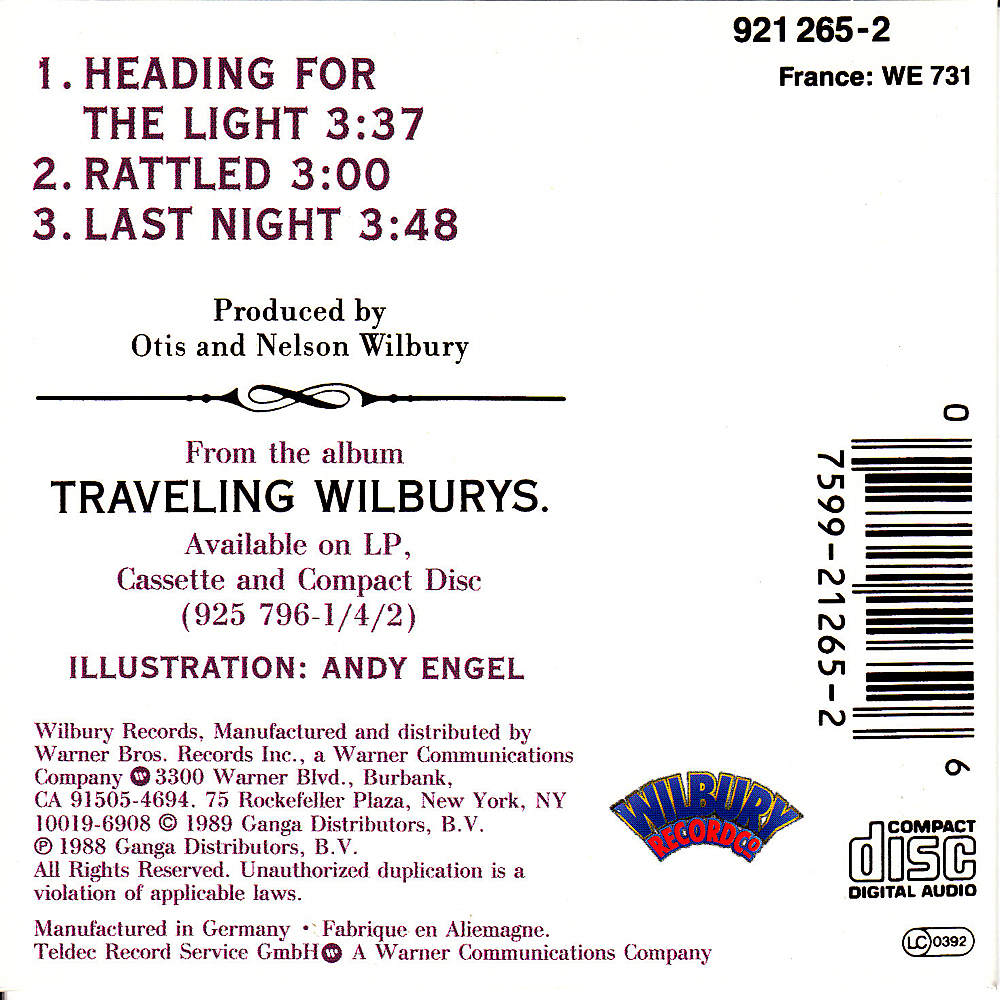 921 265-2
France: WE 731
1. HEADING FOR
THE LIGHT 3:37
2. RATTLED 3:00
3. LAST NIGHT 3:48
Produced by
Otis and Nelson Wilbury
From the album
TRAVELING WILBURYS.
Available on LP,
Cassette and Compact Disc
(925 796-1/4/2)
ILLUSTRATION: ANDY ENGEL
Wilbury Records, Manufactured and distributed by
Warner Bros. Records Inc., a Warner Communications
Company 3300 Warner Blvd., Burbank,
CA 91505-4694. 75 Rockefeller Plaza, New York, NY
10019-6908 © 1989 Ganga Distributors, B.V.
℗ 1988 Ganga Distributors, B.V.
All Rights Reserved. Unauthorized duplication is a
violation of applicable laws.
Manufactured in Germany • Fabrique en Allemagne.
Teldec Record Service GmbH A Warner Communications Company
0
7599-21265-2
6
WILBURY
RECORD CO
COMPACT
disc
DIGITAL AUDIO
LC 0392